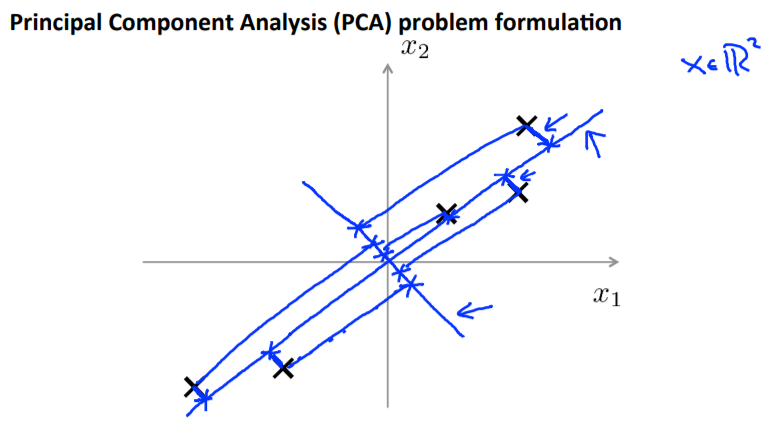 Principal Component Analysis (PCA) problem formulation
x₂
x ∈ ℝ²
x₁